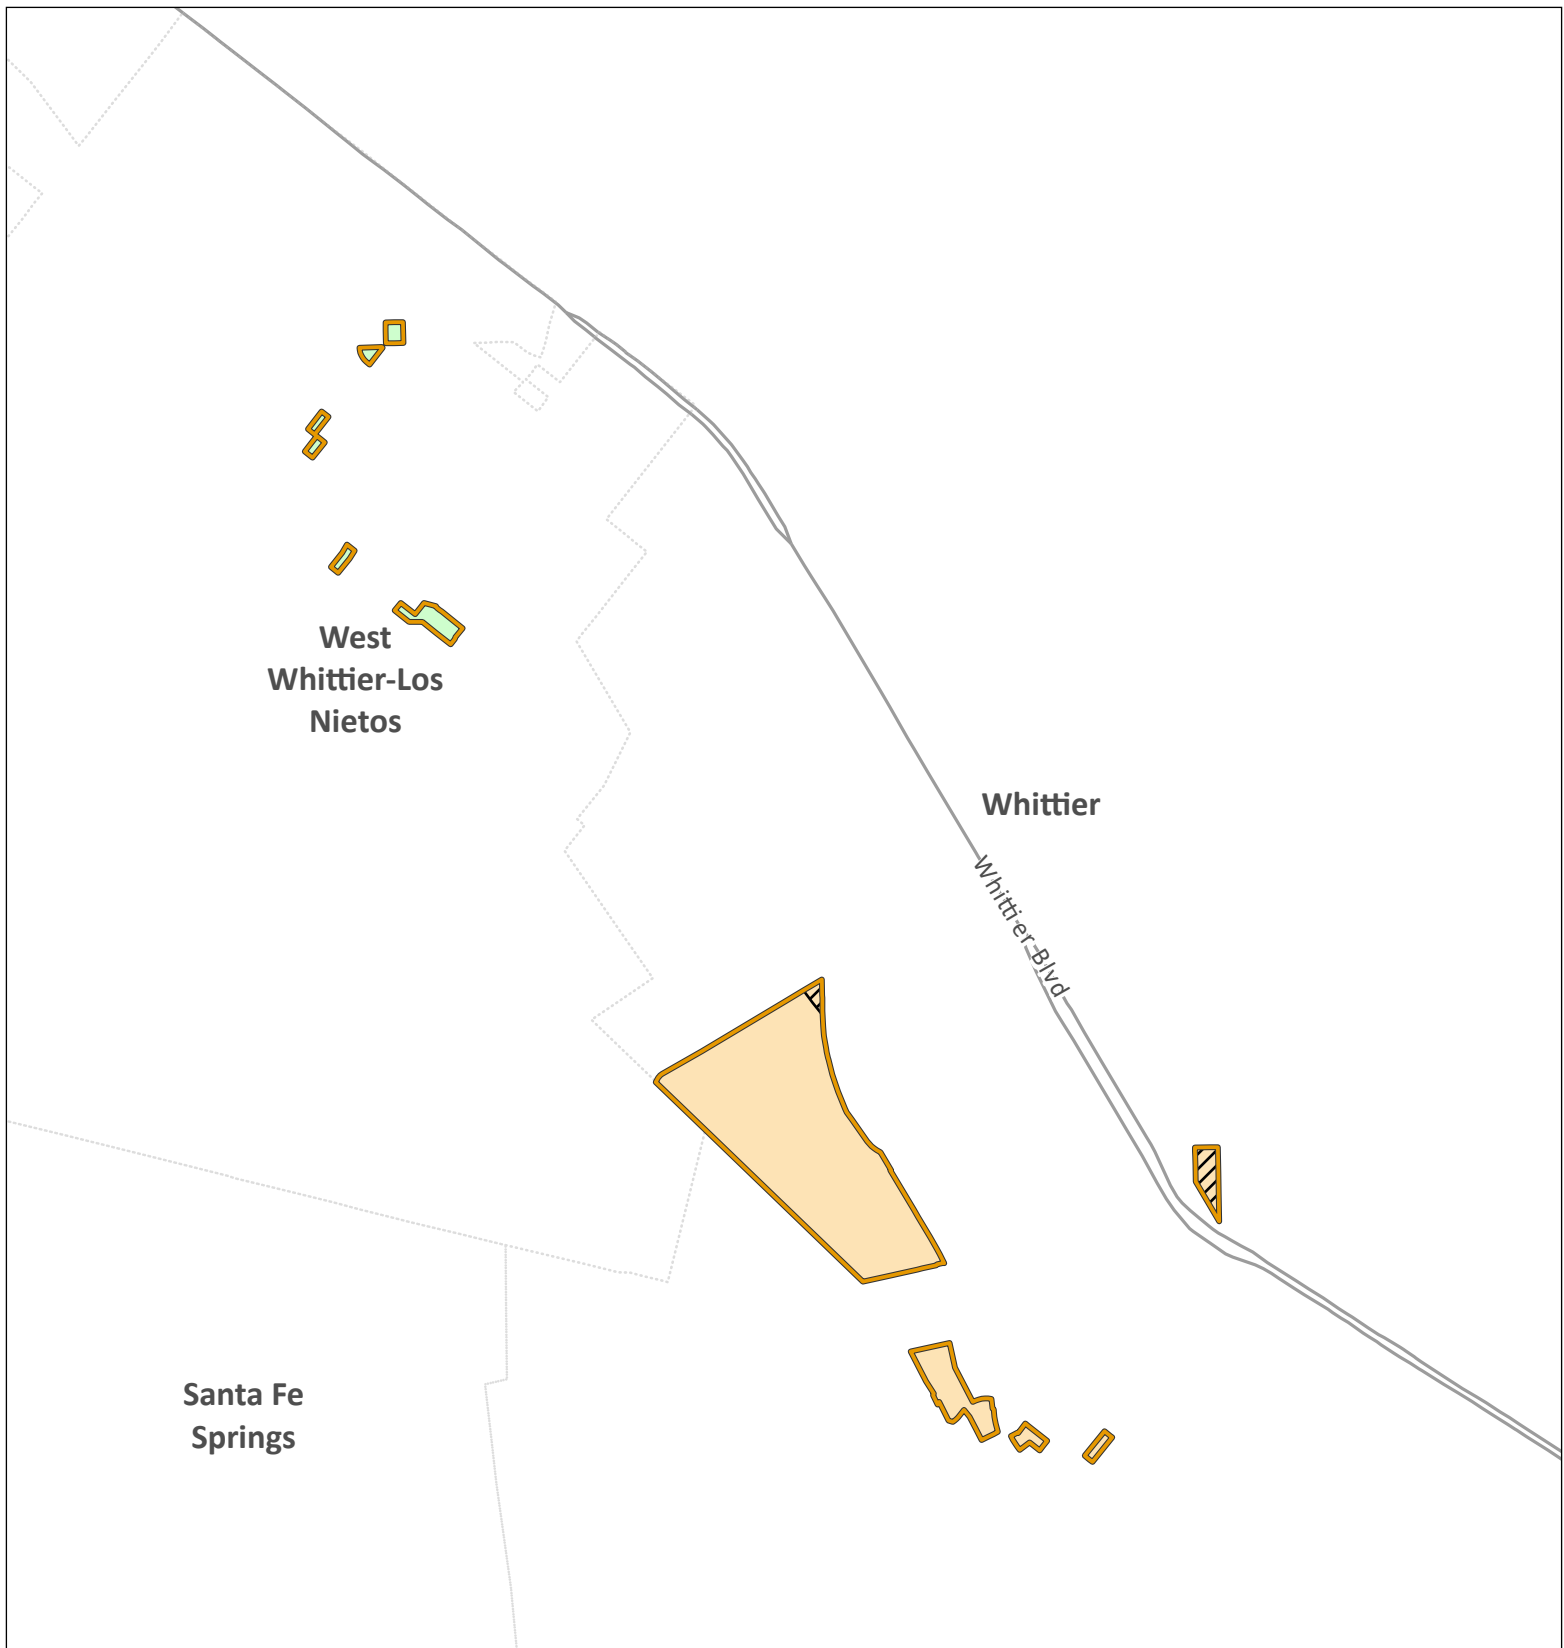 West
Whittier-Los
Nietos
Whittier
Whittier Blvd
Santa Fe
Springs